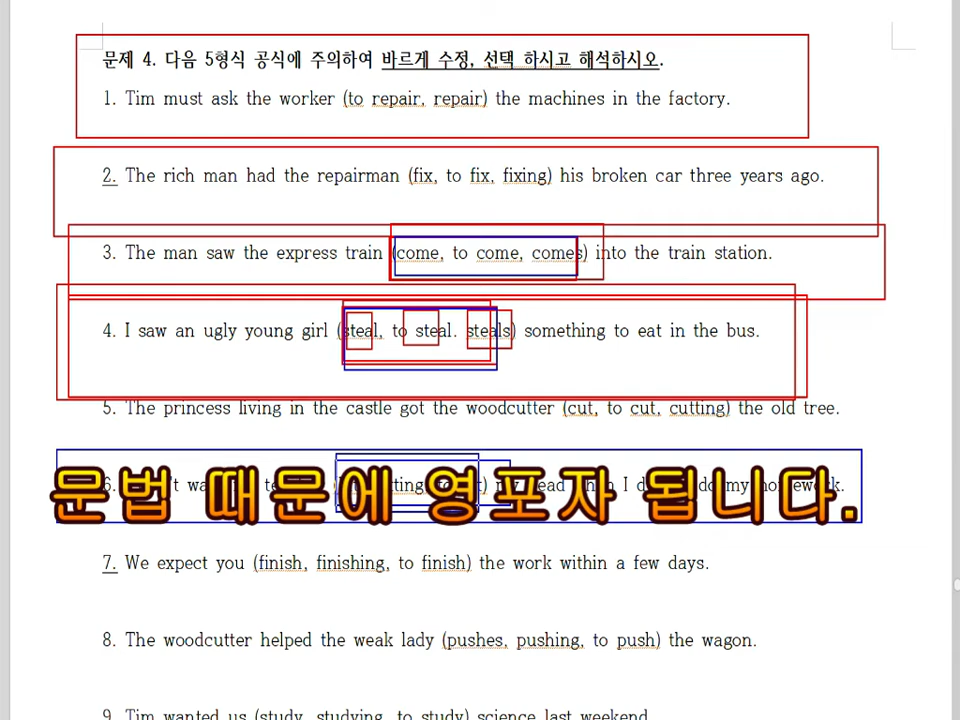 문제 4. 다음 5형식 공식에 주의하여 바르게 수정, 선택 하시고 해석하시오.
1. Tim must ask the worker (to repair, repair) the machines in the factory.
2. The rich man had the repairman (fix, to fix, fixing) his broken car three years ago.
3. The man saw the express train (come, to come, comes) into the train station.
4. I saw an ugly young girl (steal, to steal. steals) something to eat in the bus.
5. The princess living in the castle got the woodcutter (cut, to cut, cutting) the old tree.
문법 때문에 영포자 됩니다.
7. We expect you (finish, finishing, to finish) the work within a few days.
8. The woodcutter helped the weak lady (pushes, pushing, to push) the wagon.
9. Tim wanted us (study, studying, to study) science last weekend.